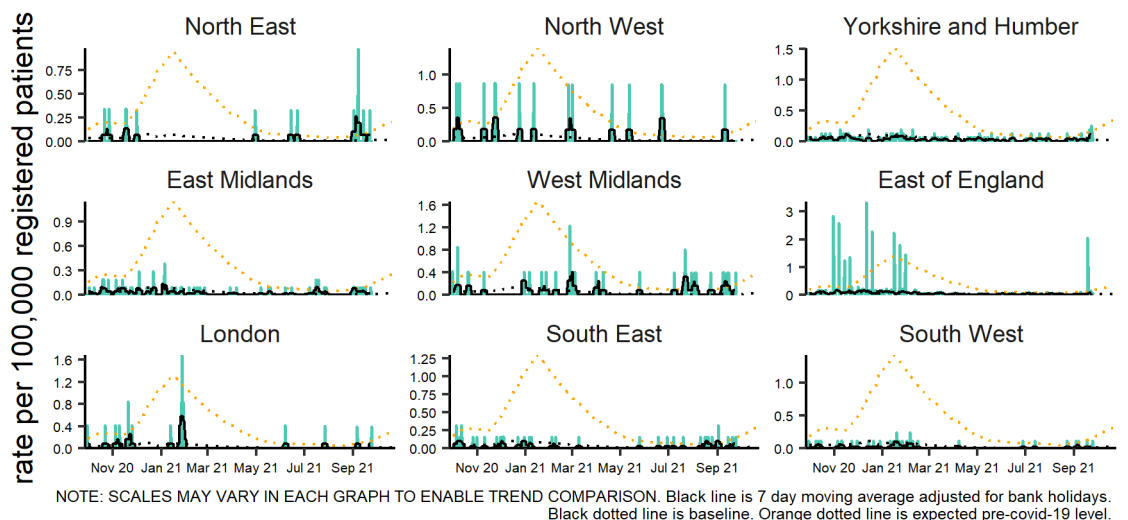 rate per 100,000 registered patients
North East
0.75
0.50
0.25
0.00
North West
1.0
0.5
0.0
Yorkshire and Humber
1.5
1.0
0.5
0.0
East Midlands
0.9
0.6
0.3
0.0
West Midlands
1.6
1.2
0.8
0.4
0.0
East of England
3
2
1
0
London
1.6
1.2
0.8
0.4
0.0
South East
1.25
1.00
0.75
0.50
0.25
0.00
South West
1.0
0.5
0.0
Nov 20 Jan 21 Mar 21 May 21 Jul 21 Sep 21
Nov 20 Jan 21 Mar 21 May 21 Jul 21 Sep 21
Nov 20 Jan 21 Mar 21 May 21 Jul 21 Sep 21
NOTE: SCALES MAY VARY IN EACH GRAPH TO ENABLE TREND COMPARISON. Black line is 7 day moving average adjusted for bank holidays.
Black dotted line is baseline. Orange dotted line is expected pre-covid-19 level.